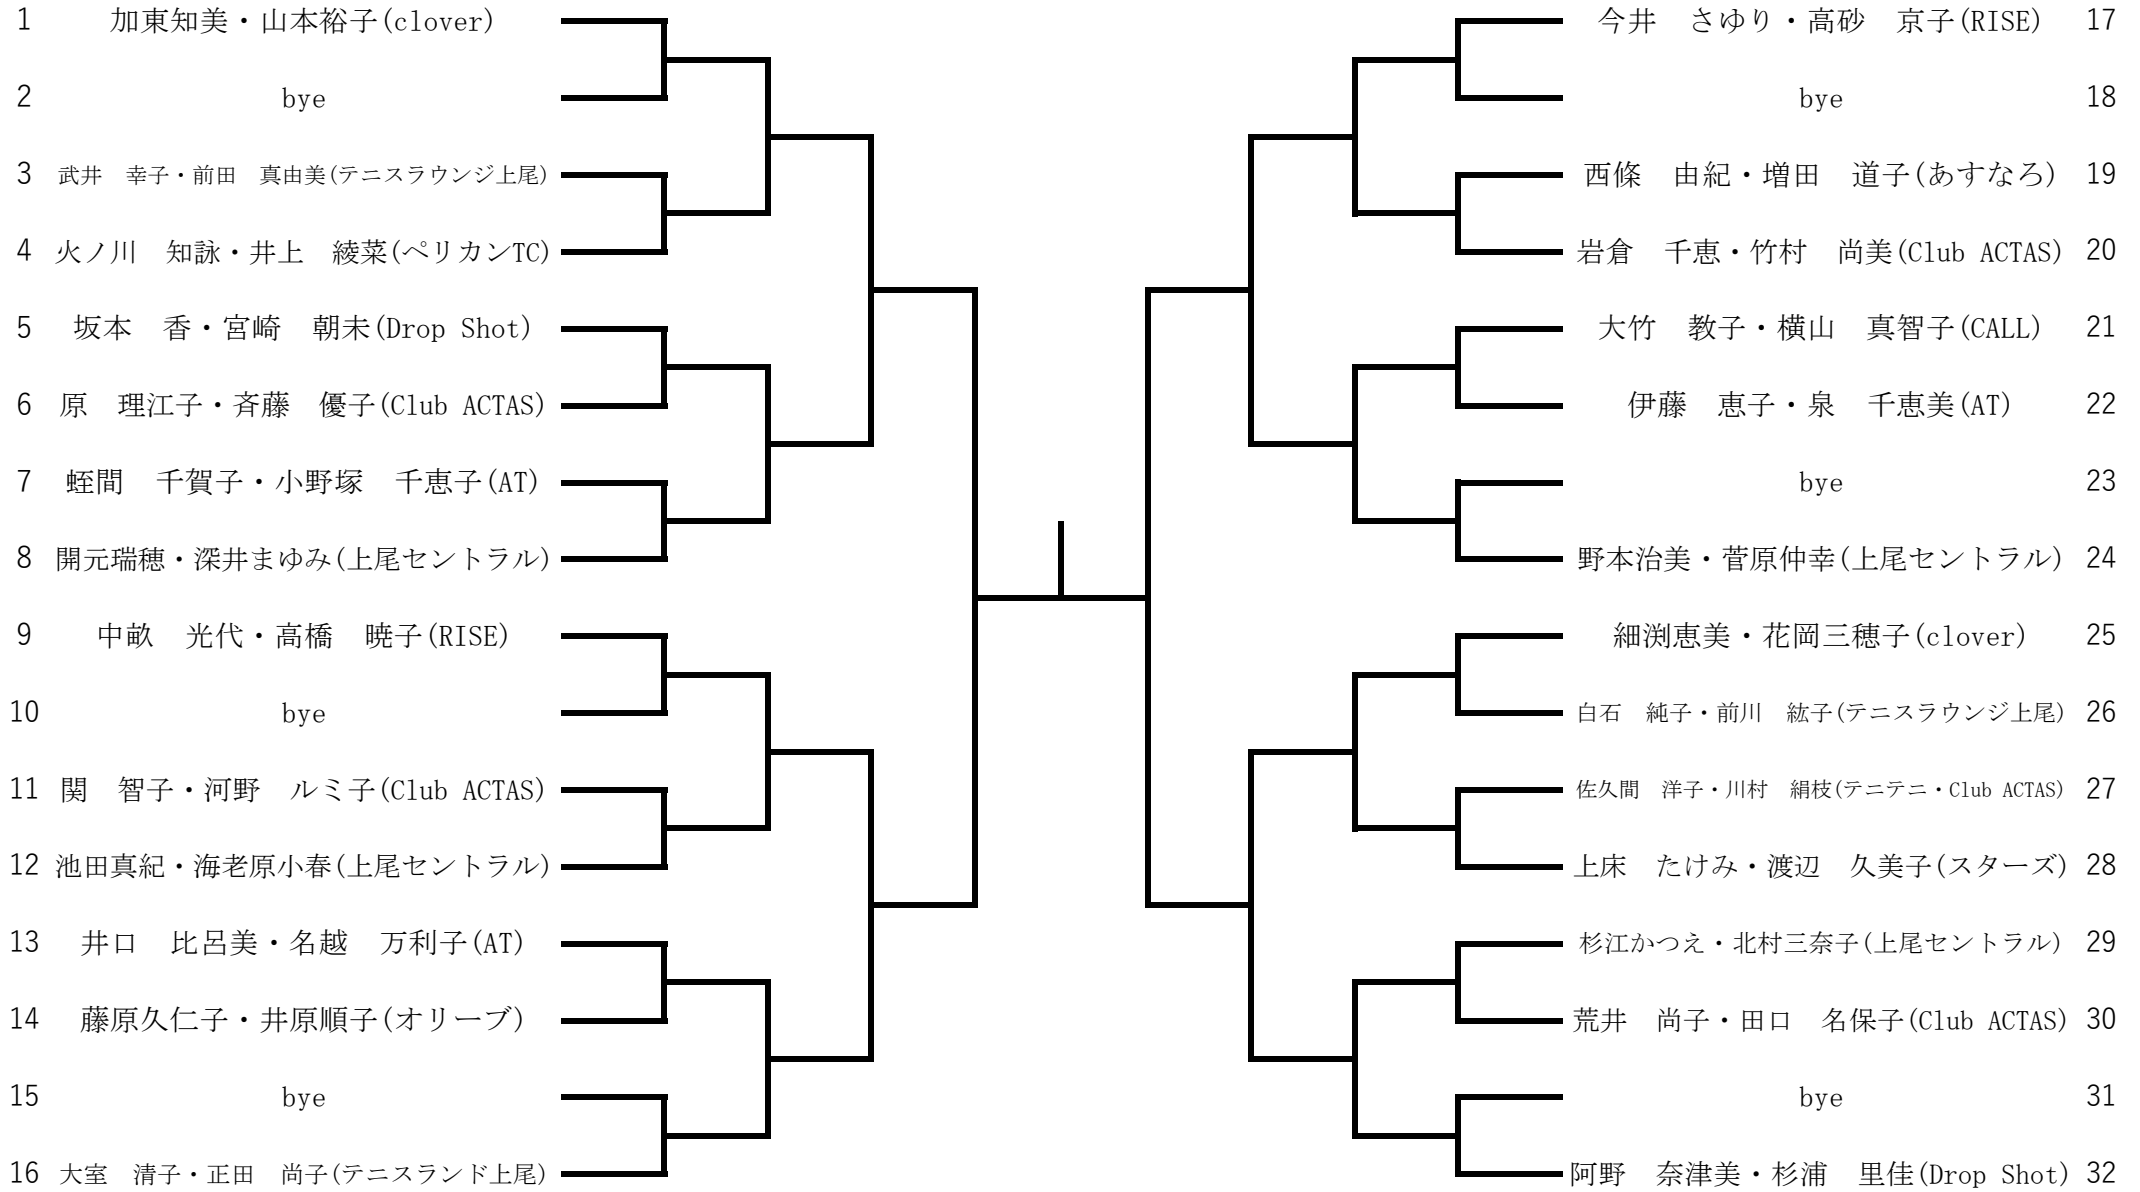 1 加東知美・山本裕子(clover)
2 bye
3 武井　幸子・前田　真由美(テニスラウンジ上尾)
4 火ノ川　知詠・井上　綾菜(ペリカンTC)
5 坂本　香・宮崎　朝未(Drop Shot)
6 原　理江子・斉藤　優子(Club ACTAS)
7 蛭間　千賀子・小野塚　千恵子(AT)
8 開元瑞穂・深井まゆみ(上尾セントラル)
9 中畝　光代・高橋　暁子(RISE)
10 bye
11 関　智子・河野　ルミ子(Club ACTAS)
12 池田真紀・海老原小春(上尾セントラル)
13 井口　比呂美・名越　万利子(AT)
14 藤原久仁子・井原順子(オリーブ)
15 bye
16 大室　清子・正田　尚子(テニスランド上尾)
今井　さゆり・高砂　京子(RISE) 17
bye 18
西條　由紀・増田　道子(あすなろ) 19
岩倉　千恵・竹村　尚美(Club ACTAS) 20
大竹　教子・横山　真智子(CALL) 21
伊藤　恵子・泉　千恵美(AT) 22
bye 23
野本治美・菅原仲幸(上尾セントラル) 24
細渕恵美・花岡三穂子(clover) 25
白石　純子・前川　紘子(テニスラウンジ上尾) 26
佐久間　洋子・川村　絹枝(テニテニ・Club ACTAS) 27
上床　たけみ・渡辺　久美子(スターズ) 28
杉江かつえ・北村三奈子(上尾セントラル) 29
荒井　尚子・田口　名保子(Club ACTAS) 30
bye 31
阿野　奈津美・杉浦　里佳(Drop Shot) 32